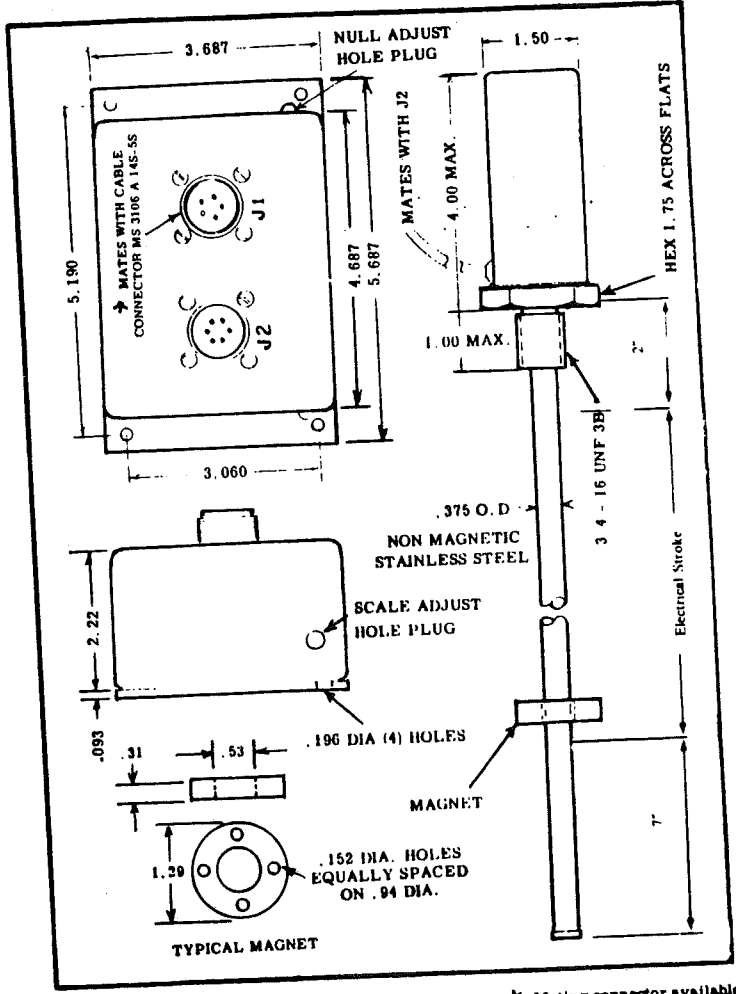 3.687
NULL ADJUST
HOLE PLUG
1.50
MATES WITH CABLE
CONNECTOR MS 3106 A 14S-5S
J1
J2
5.190
4.687
5.687
3.060
MATES WITH J2
4.00 MAX.
HEX 1.75 ACROSS FLATS
1.00 MAX.
2"
3 4 - 16 UNF 3B
.375 O.D
NON MAGNETIC
STAINLESS STEEL
Electrical Stroke
2.22
.093
SCALE ADJUST
HOLE PLUG
.196 DIA (4) HOLES
.31
.53
MAGNET
7"
1.29
.152 DIA. HOLES
EQUALLY SPACED
ON .94 DIA.
TYPICAL MAGNET
connector available